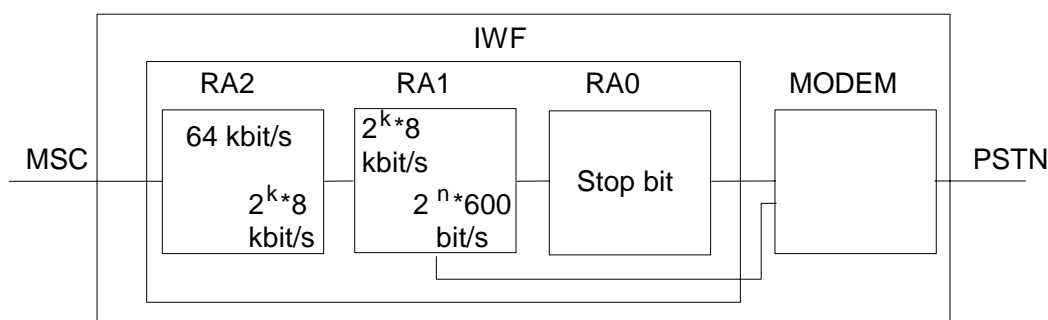 IWF
RA2
RA1
RA0
MODEM
MSC
64 kbit/s
2^k*8
kbit/s
2^k*8
kbit/s
2^n*600
bit/s
Stop bit
PSTN